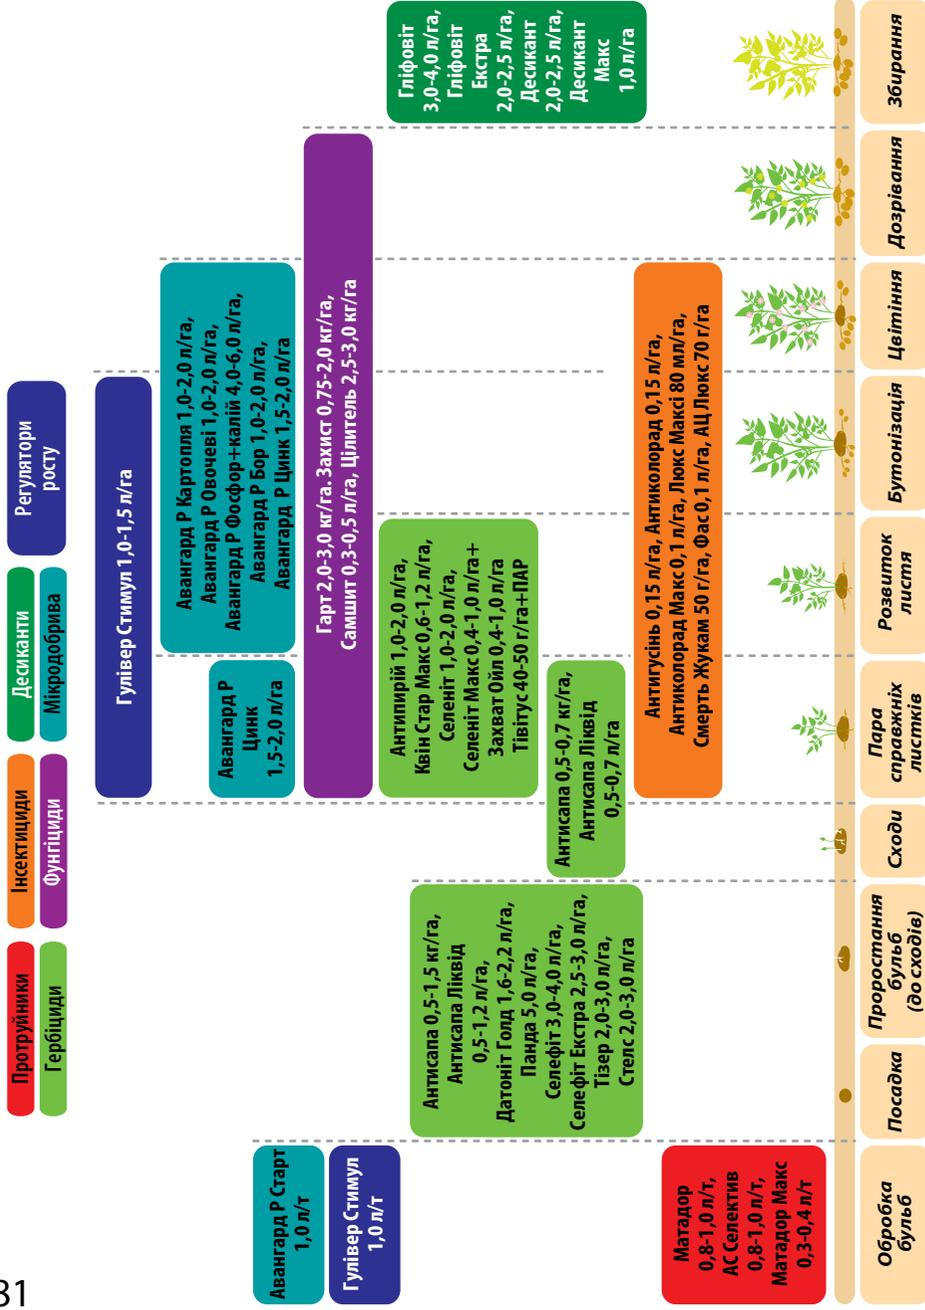 81
Протруйники
Інсектициди
Десиканти
Регулятори
росту
Гербіциди
Фунгіциди
Мікродобрива
Гулівер Стимул 1,0-1,5 л/га
Авангард Р Картопля 1,0-2,0 л/га,
Авангард Р Овочеві 1,0-2,0 л/га,
Авангард Р Фосфор+калій 4,0-6,0 л/га,
Авангард Р Бор 1,0-2,0 л/га,
Авангард Р Цинк 1,5-2,0 л/га
Авангард Р
Цинк
1,5-2,0 л/га
Авангард Р Старт
1,0 л/т
Гулівер Стимул
1,0 л/т
Гарт 2,0-3,0 кг/га. Захист 0,75-2,0 кг/га,
Самшит 0,3-0,5 л/га, Цілитель 2,5-3,0 кг/га
Антипирій 1,0-2,0 л/га,
Квін Стар Макс 0,6-1,2 л/га,
Селеніт 1,0-2,0 л/га,
Селеніт Макс 0,4-1,0 л/га+
Захват Ойл 0,4-1,0 л/га
Твітус 40-50 г/га+ПАР
Гліфовіт
3,0-4,0 л/га,
Гліфовіт
Екстра
2,0-2,5 л/га,
Десикант
2,0-2,5 л/га,
Десикант
Макс
1,0 л/га
Антисапа 0,5-1,5 кг/га,
Антисапа Ліквід
0,5-1,2 л/га,
Датоніт Голд 1,6-2,2 л/га,
Панда 5,0 л/га,
Селефіт 3,0-4,0 л/га,
Селефіт Екстра 2,5-3,0 л/га,
Тізер 2,0-3,0 л/га,
Стелс 2,0-3,0 л/га
Антисапа 0,5-0,7 кг/га,
Антисапа Ліквід
0,5-0,7 л/га
Антигусінь 0,15 л/га, Антиколорад 0,15 л/га,
Антиколорад Макс 0,1 л/га, Люкс Максі 80 мл/га,
Смерть Жукам 50 г/га, Фас 0,1 л/га, АЦ Люкс 70 г/га
Матадор
0,8-1,0 л/т,
АС Селектив
0,8-1,0 л/т,
Матадор Макс
0,3-0,4 л/т
Обробка
бульб
Посадка
Проростання
бульб
(до сходів)
Сходи
Пара
справжніх
листків
Розвиток
листя
Бутонізація
Цвітіння
Дозрівання
Збирання